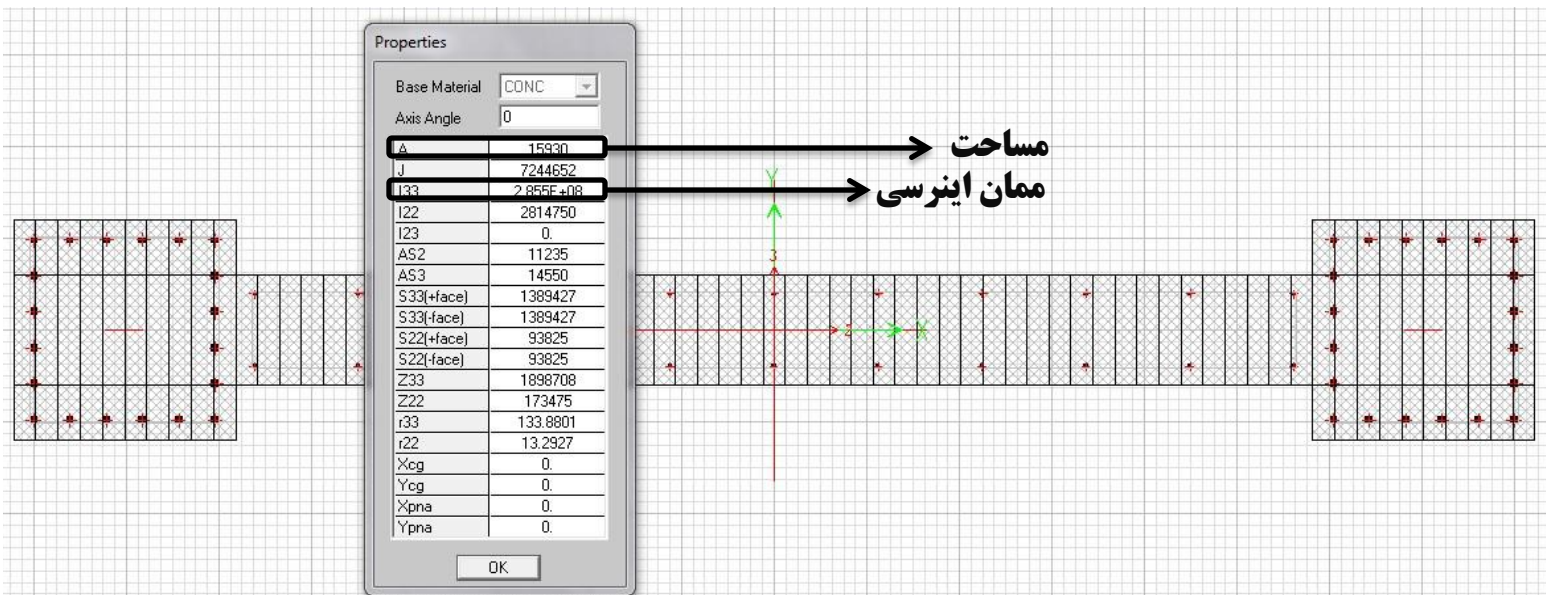 Properties
Base Material CONC
Axis Angle 0
A 15930
J 7244652
I33 2.855E+08
I22 2814750
I23 0.
AS2 11235
AS3 14550
S33(+face) 1389427
S33(-face) 1389427
S22(+face) 93825
S22(-face) 93825
Z33 1898708
Z22 173475
r33 133.8801
r22 13.2927
Xcg 0.
Ycg 0.
Xpna 0.
Ypna 0.
OK
مساحت
ممان اینرسی
Y
3
2
X